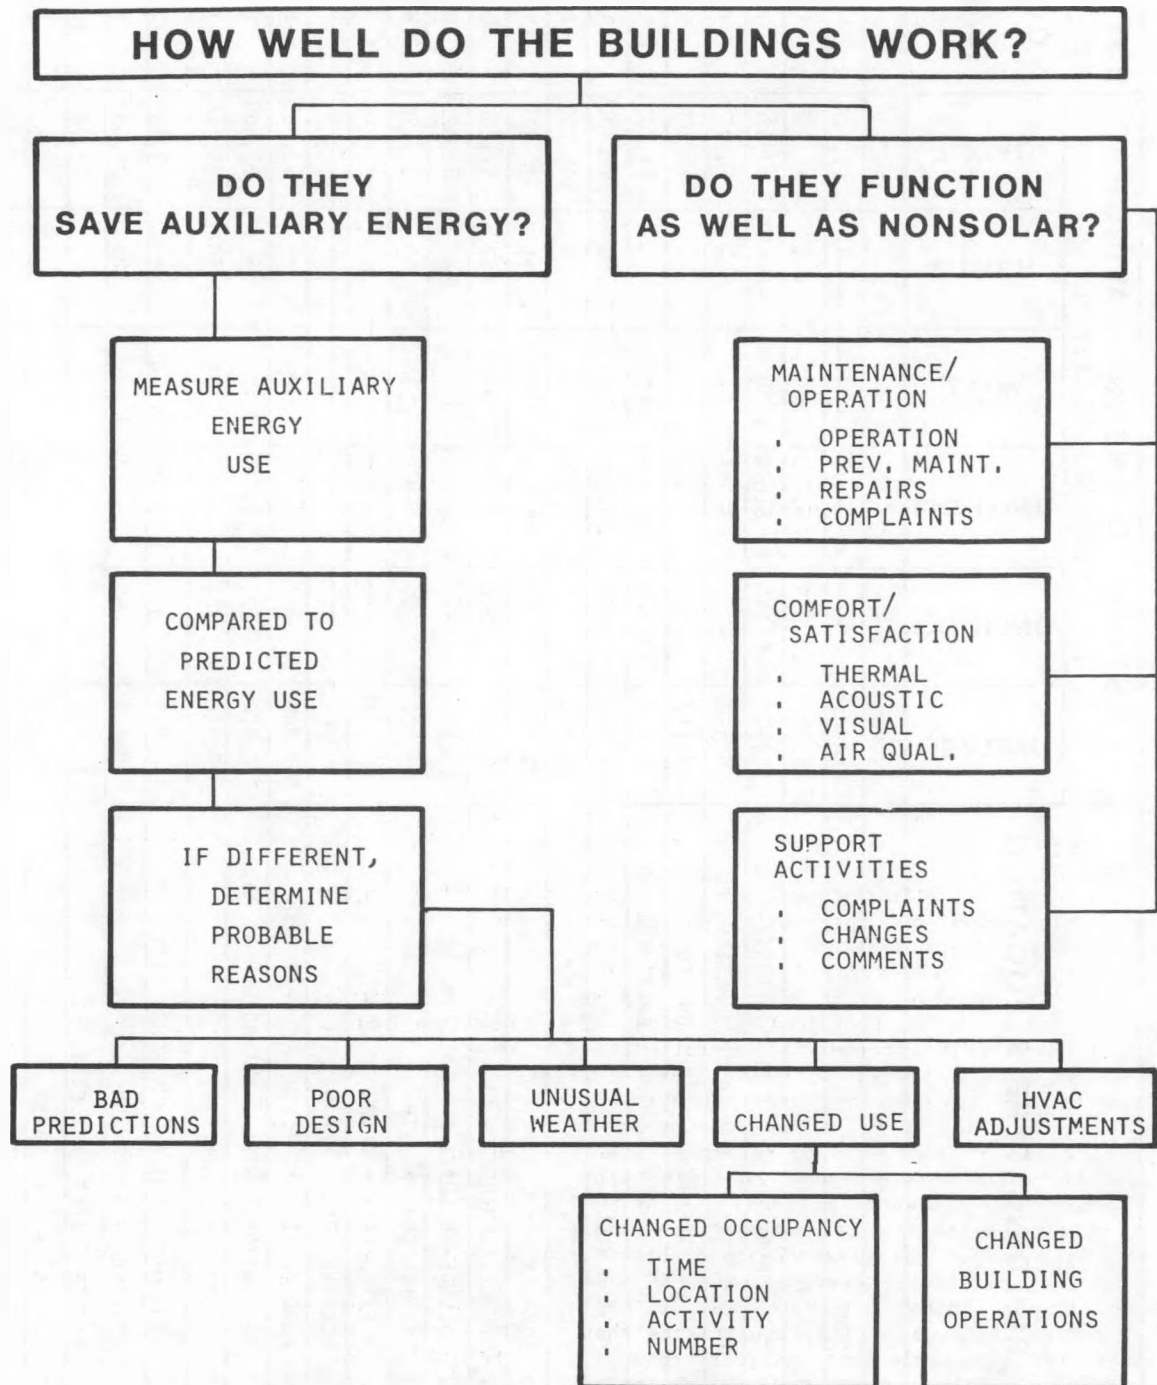 HOW WELL DO THE BUILDINGS WORK?
DO THEY
SAVE AUXILIARY ENERGY?
DO THEY FUNCTION
AS WELL AS NONSOLAR?
MEASURE AUXILIARY
ENERGY
USE
COMPARED TO
PREDICTED
ENERGY USE
IF DIFFERENT,
DETERMINE
PROBABLE
REASONS
MAINTENANCE/
OPERATION
. OPERATION
. PREV. MAINT.
. REPAIRS
. COMPLAINTS
COMFORT/
SATISFACTION
. THERMAL
. ACOUSTIC
. VISUAL
. AIR QUAL.
SUPPORT
ACTIVITIES
. COMPLAINTS
. CHANGES
. COMMENTS
BAD
PREDICTIONS
POOR
DESIGN
UNUSUAL
WEATHER
CHANGED USE
HVAC
ADJUSTMENTS
CHANGED OCCUPANCY
. TIME
. LOCATION
. ACTIVITY
. NUMBER
CHANGED
BUILDING
OPERATIONS